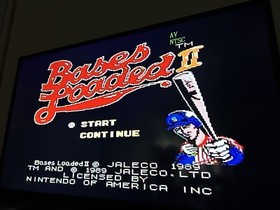 AV
NTSC
Bases
Loaded II
TM
START
CONTINUE
Bases Loaded II © JALECO 1989
TM AND © 1989 JALECO.LTD
LICENSED BY
NINTENDO OF AMERICA INC